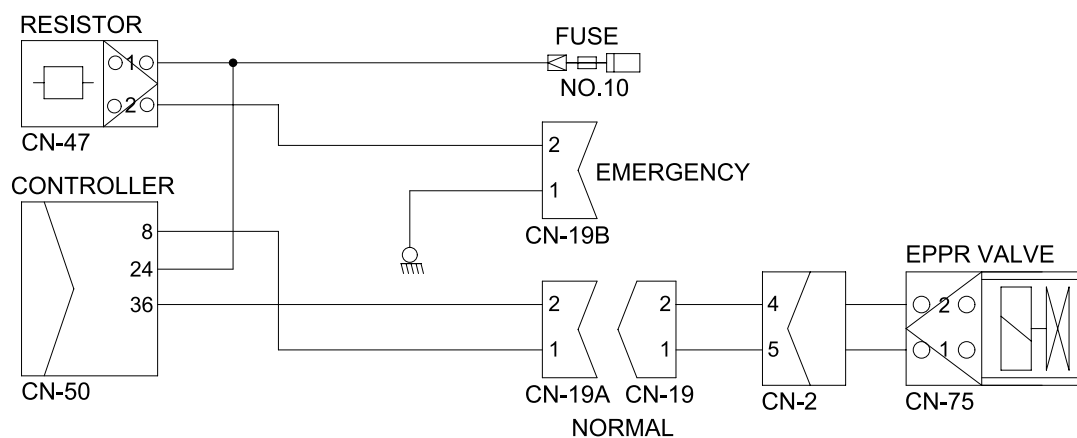 RESISTOR
1
2
CN-47
FUSE
NO.10
2
1
EMERGENCY
CN-19B
CONTROLLER
8
24
36
CN-50
2
1
CN-19A
2
1
CN-19
NORMAL
4
5
CN-2
EPPR VALVE
2
1
CN-75